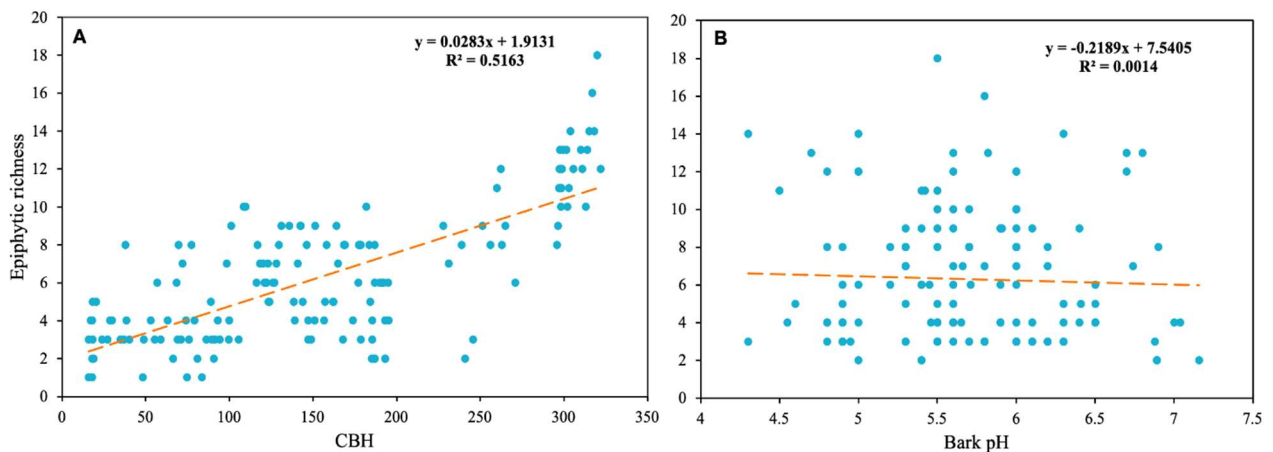 A
y = 0.0283x + 1.9131
R² = 0.5163
Epiphytic richness
20
18
16
14
12
10
8
6
4
2
0
0 50 100 150 200 250 300 350
CBH
B
y = -0.2189x + 7.5405
R² = 0.0014
20
18
16
14
12
10
8
6
4
2
0
4 4.5 5 5.5 6 6.5 7 7.5
Bark pH